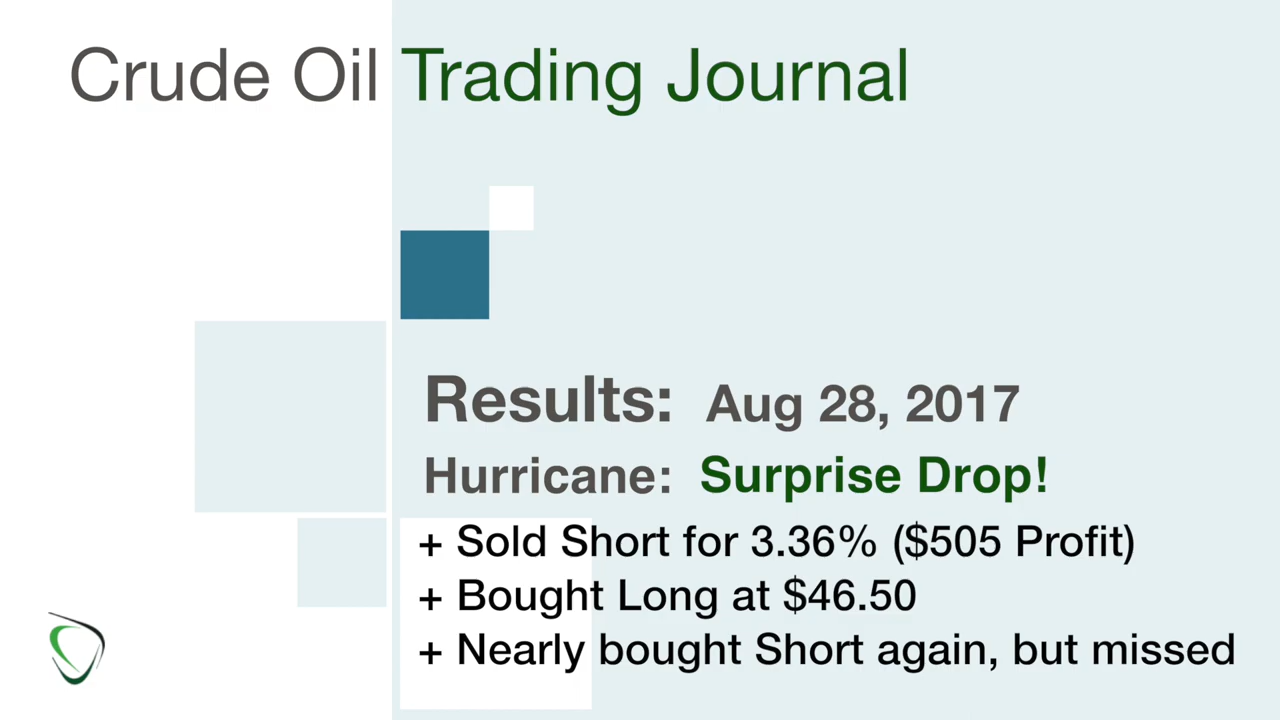 Crude Oil Trading Journal
Results: Aug 28, 2017
Hurricane: Surprise Drop!
+ Sold Short for 3.36% ($505 Profit)
+ Bought Long at $46.50
+ Nearly bought Short again, but missed